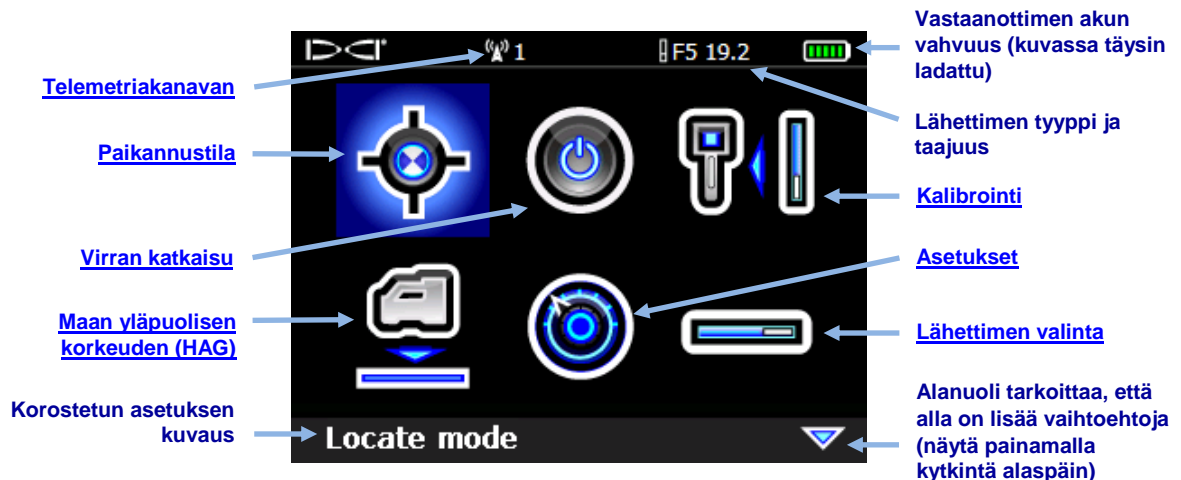 Telemetriakanavan
Paikannustila
Virran katkaisu
Maan yläpuolisen
korkeuden (HAG)
Korostetun asetuksen
kuvaus
1
F5 19.2
Locate mode
Vastaanottimen akun
vahvuus (kuvassa täysin
ladattu)
Lähettimen tyyppi ja
taajuus
Kalibrointi
Asetukset
Lähettimen valinta
Alanuoli tarkoittaa, että
alla on lisää vaihtoehtoja
(näytä painamalla
kytkintä alaspäin)